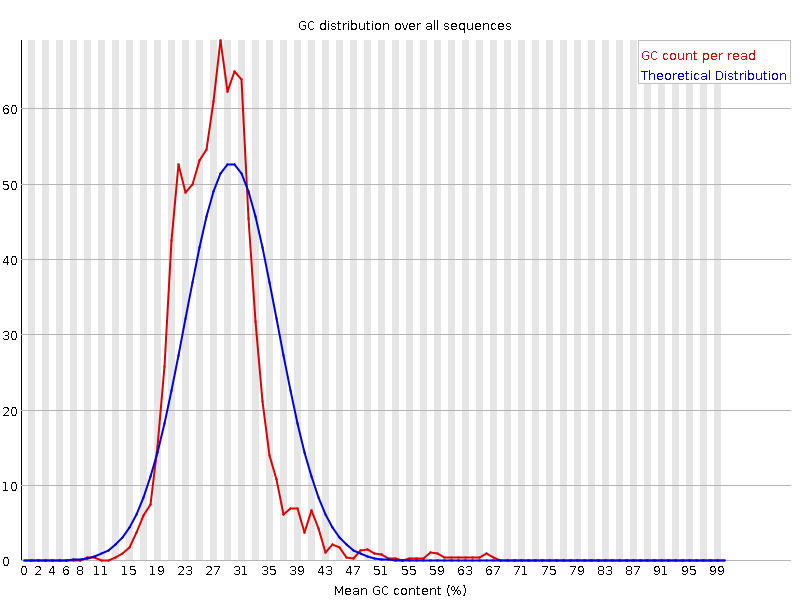 GC distribution over all sequences
GC count per read
Theoretical Distribution
60
50
40
30
20
10
0
0 2 4 6 8 11 15 19 23 27 31 35 39 43 47 51 55 59 63 67 71 75 79 83 87 91 95 99
Mean GC content (%)